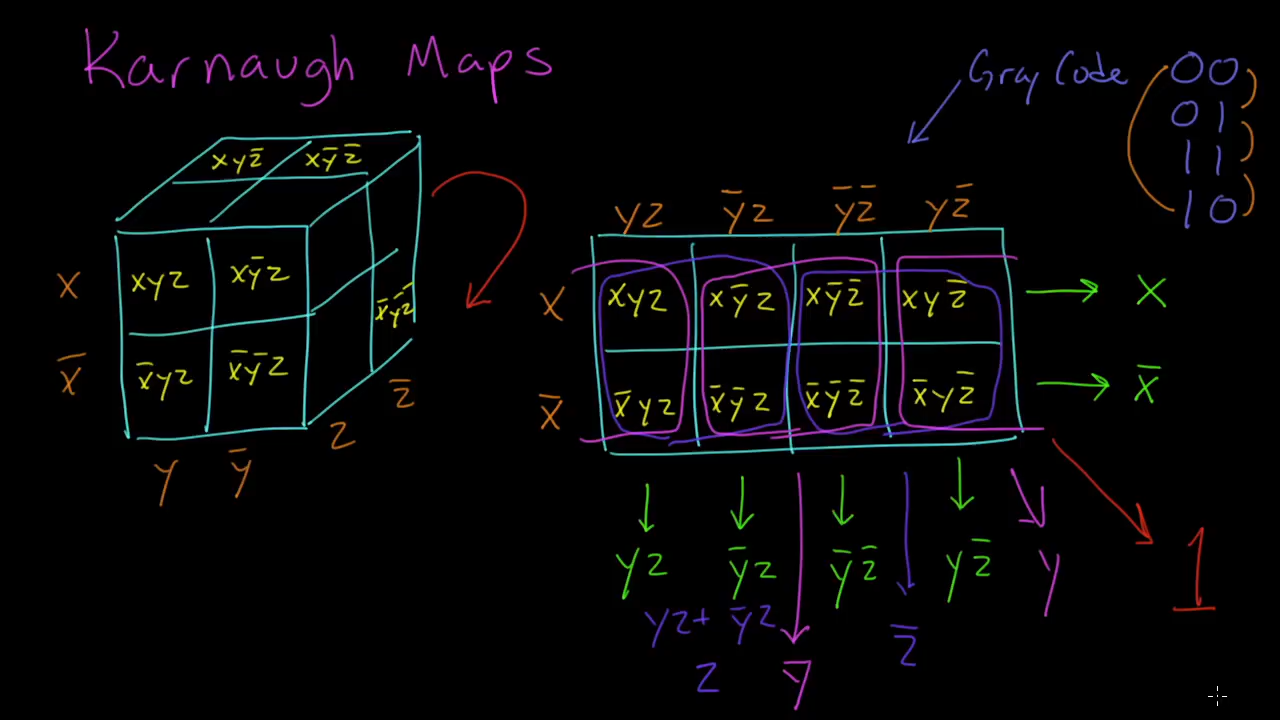 Karnaugh Maps
Gray Code
00
01
11
10
xyz̄ xȳz̄
x xyz xȳz
x̄ x̄yz x̄ȳz
x̄ȳz̄
y ȳ z z̄
yz ȳz ȳz̄ yz̄
x xyz xȳz xȳz̄ xyz̄ x
x̄ x̄yz x̄ȳz x̄ȳz̄ x̄yz̄ x̄
yz ȳz ȳz̄ yz̄ y 1
yz+ ȳz
z ȳ z̄